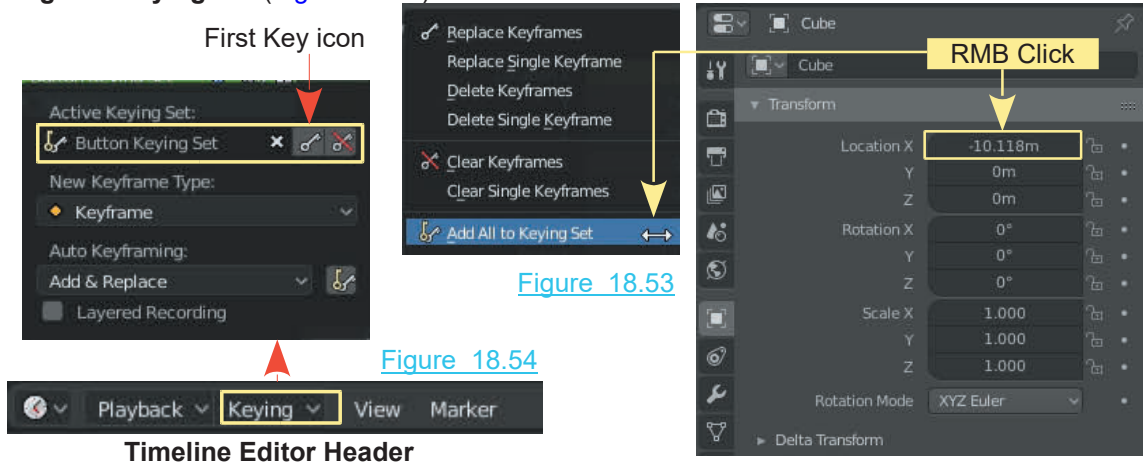 First Key icon
Active Keying Set:
Button Keying Set
New Keyframe Type:
Keyframe
Auto Keyframing:
Add & Replace
Layered Recording
Figure 18.54
Playback
Keying
View
Marker
Timeline Editor Header
Replace Keyframes
Replace Single Keyframe
Delete Keyframes
Delete Single Keyframe
Clear Keyframes
Clear Single Keyframes
Add All to Keying Set
Figure 18.53
Cube
Cube
RMB Click
Transform
Location X -10.118m
Y 0m
Z 0m
Rotation X 0°
Y 0°
Z 0°
Scale X 1.000
Y 1.000
Z 1.000
Rotation Mode XYZ Euler
Delta Transform